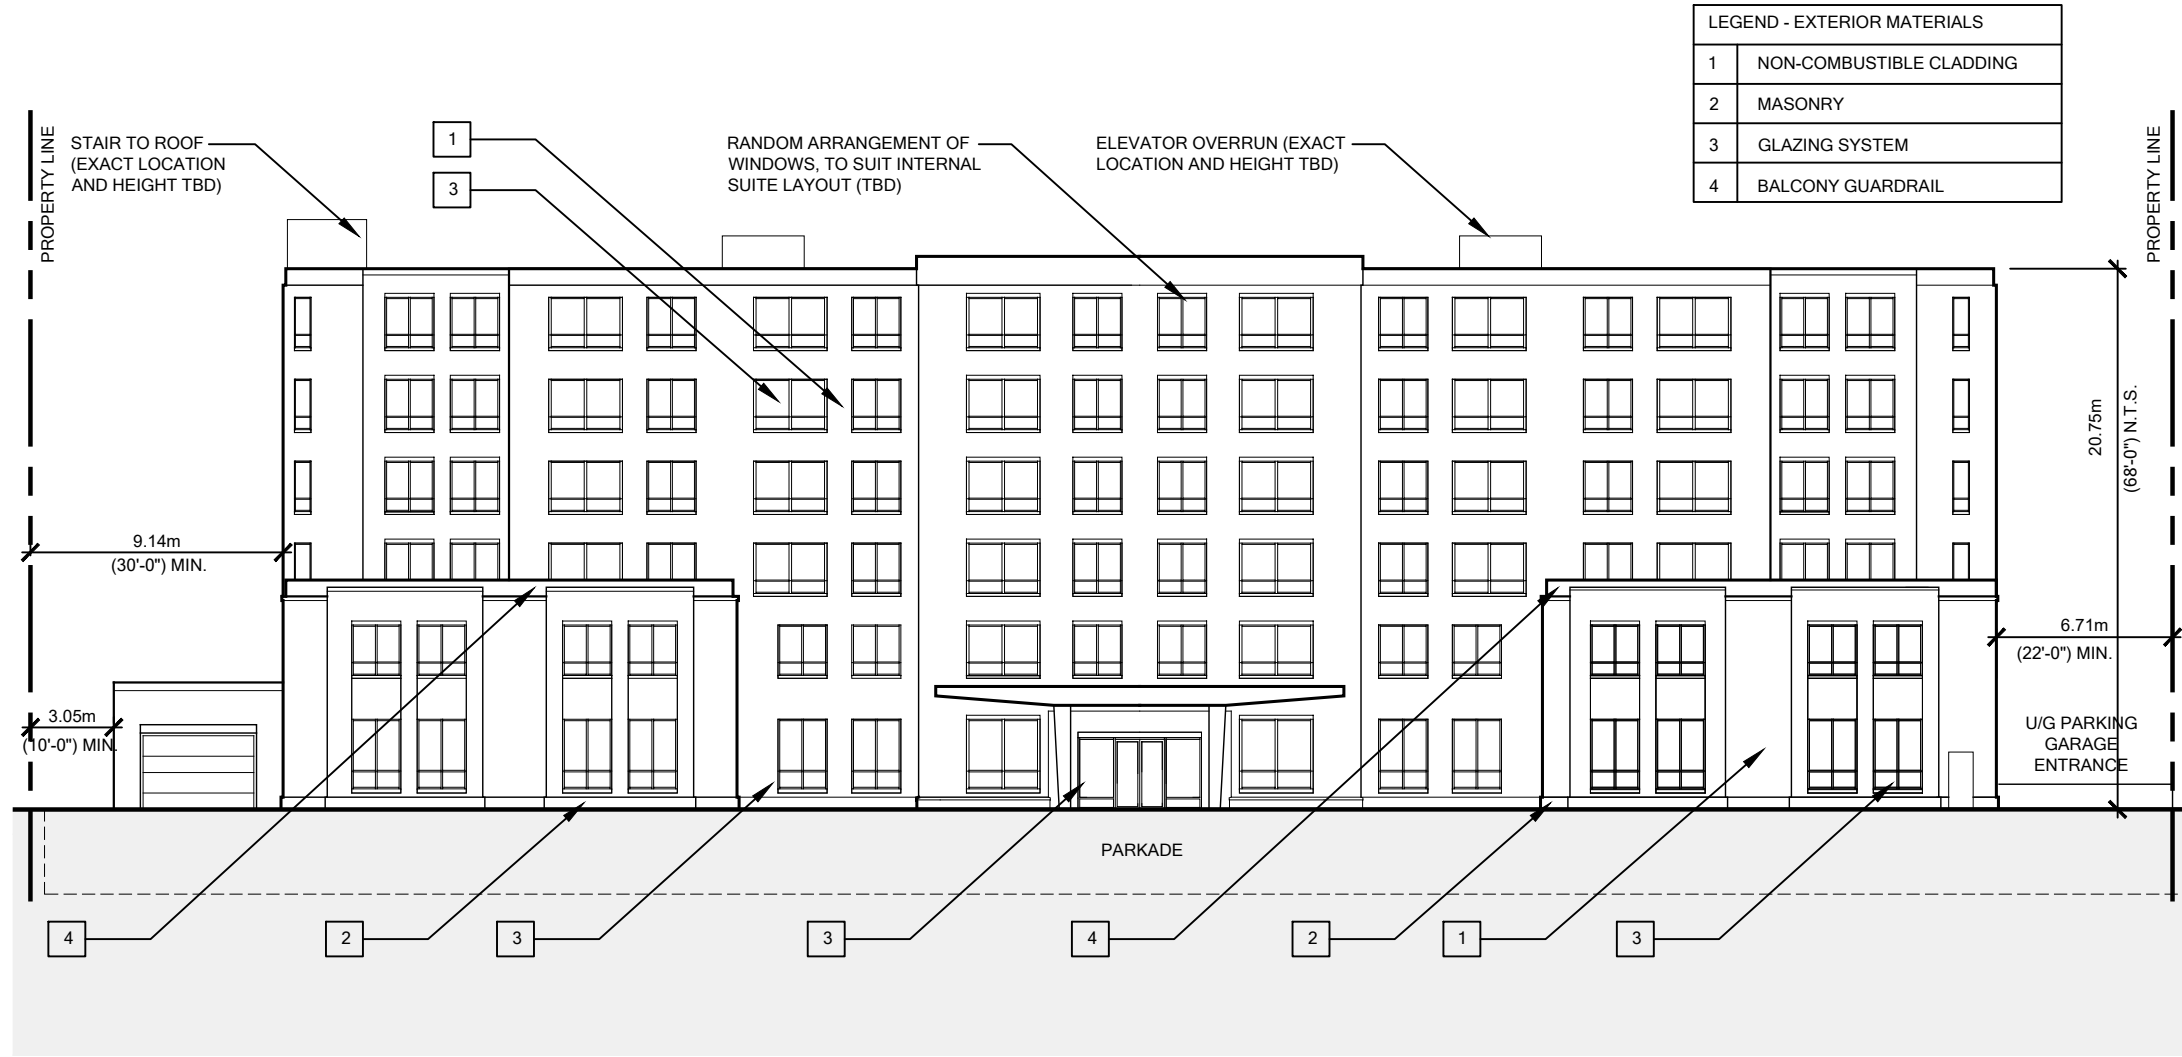 LEGEND - EXTERIOR MATERIALS
1 NON-COMBUSTIBLE CLADDING
2 MASONRY
3 GLAZING SYSTEM
4 BALCONY GUARDRAIL
PROPERTY LINE
STAIR TO ROOF
(EXACT LOCATION
AND HEIGHT TBD)
1
3
RANDOM ARRANGEMENT OF
WINDOWS, TO SUIT INTERNAL
SUITE LAYOUT (TBD)
ELEVATOR OVERRUN (EXACT
LOCATION AND HEIGHT TBD)
PROPERTY LINE
20.75m
(68'-0") N.T.S.
9.14m
(30'-0") MIN.
6.71m
(22'-0") MIN.
3.05m
(10'-0") MIN.
U/G PARKING
GARAGE
ENTRANCE
PARKADE
4
2
3
3
4
2
1
3